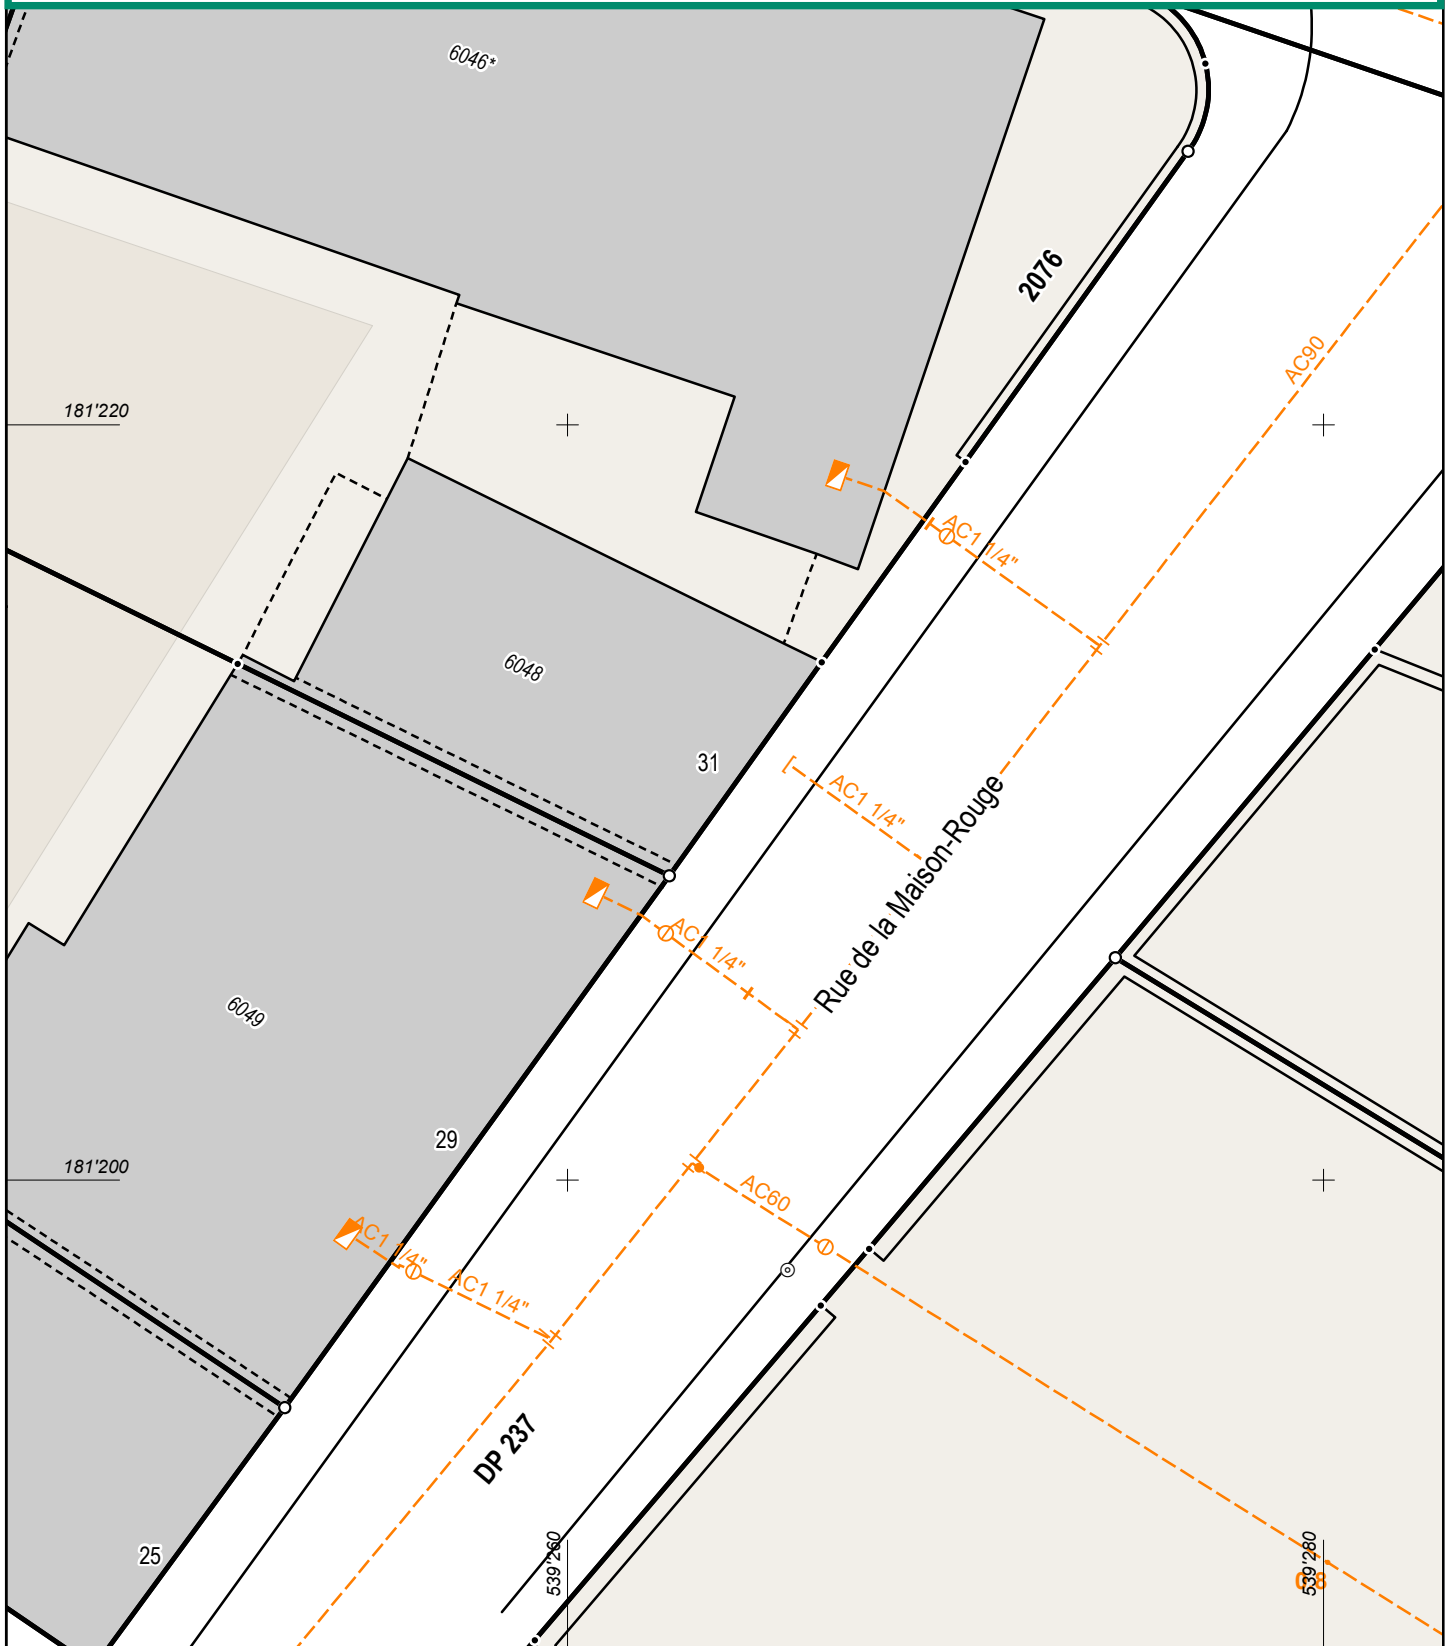 6046*
2076
AC90
181'220
AC1 1/4"
6048
31
AC1 1/4"
Rue de la Maison-Rouge
AC1 1/4"
6049
29
181'200
AC60
AC1 1/4"
AC1 1/4"
DP 237
25
539'260
539'280